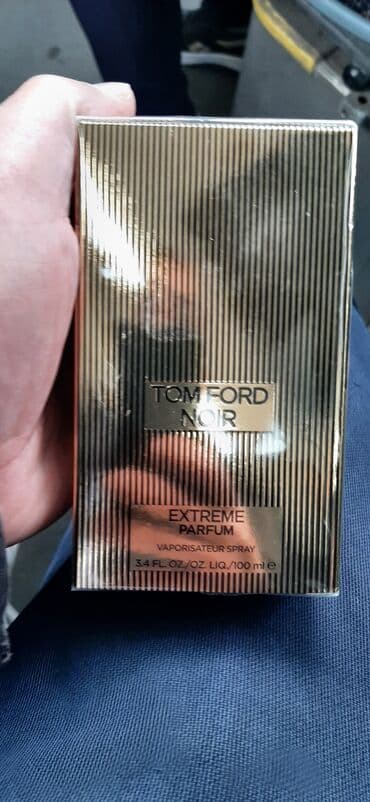 TOM FORD
NOIR
EXTREME
PARFUM
VAPORISATEUR SPRAY
3.4 FL. OZ./OZ. LIQ./100 ml ℮